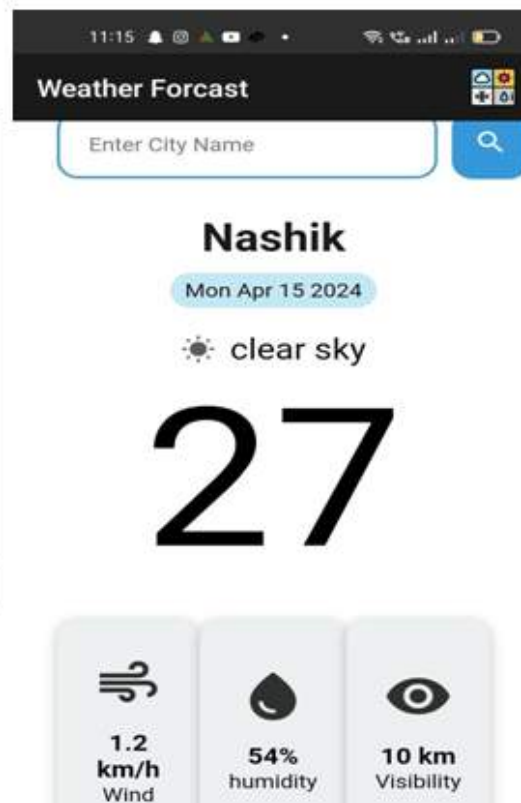 11:15
Weather Forcast
Enter City Name
Nashik
Mon Apr 15 2024
clear sky
27
1.2
km/h
Wind
54%
humidity
10 km
Visibility